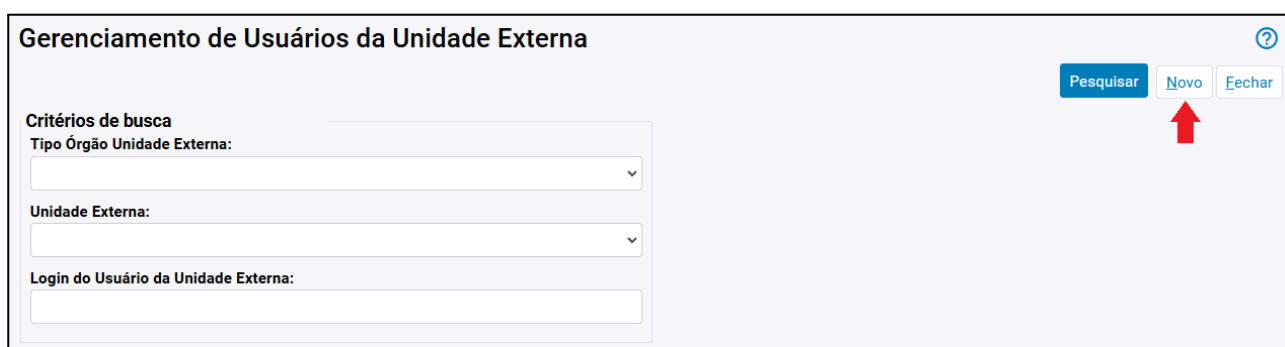 Gerenciamento de Usuários da Unidade Externa
Pesquisar Novo Fechar
Critérios de busca
Tipo Órgão Unidade Externa:
Unidade Externa:
Login do Usuário da Unidade Externa: